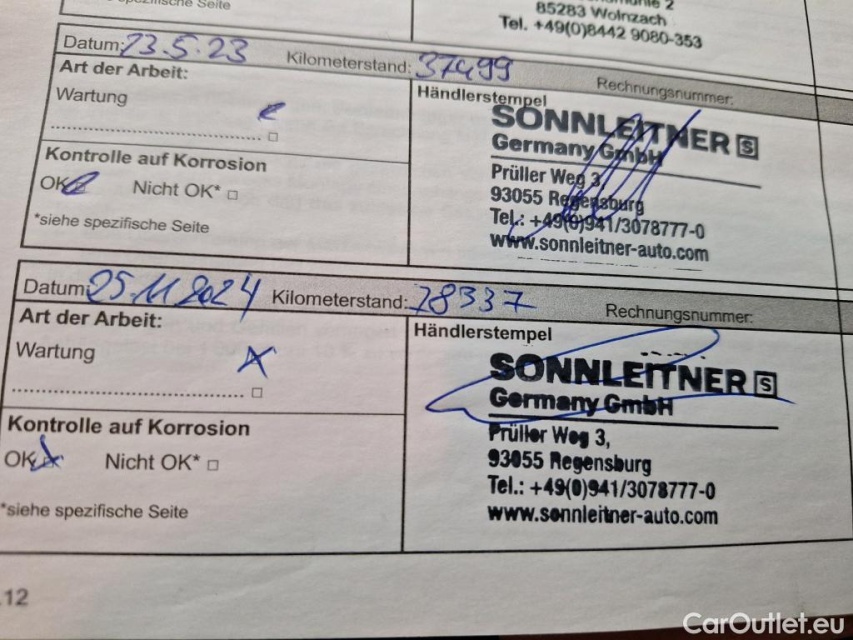 *siehe spezifische Seite
85283 Wolnzach
Tel. +49(0)8442 9080-353
Datum: 23.5.23 Kilometerstand: 37499 Rechnungsnummer:
Art der Arbeit: Händlerstempel
Wartung
SONNLEITNER S
Germany GmbH
Prüller Weg 3,
93055 Regensburg
Tel.: +49(0)941/3078777-0
www.sonnleitner-auto.com
Kontrolle auf Korrosion
OK Nicht OK*
*siehe spezifische Seite
Datum: 25.11.2024 Kilometerstand: 78337 Rechnungsnummer:
Art der Arbeit: Händlerstempel
Wartung X
SONNLEITNER S
Germany GmbH
Prüller Weg 3,
93055 Regensburg
Tel.: +49(0)941/3078777-0
www.sonnleitner-auto.com
Kontrolle auf Korrosion
OK X Nicht OK*
*siehe spezifische Seite
.12
CarOutlet.eu